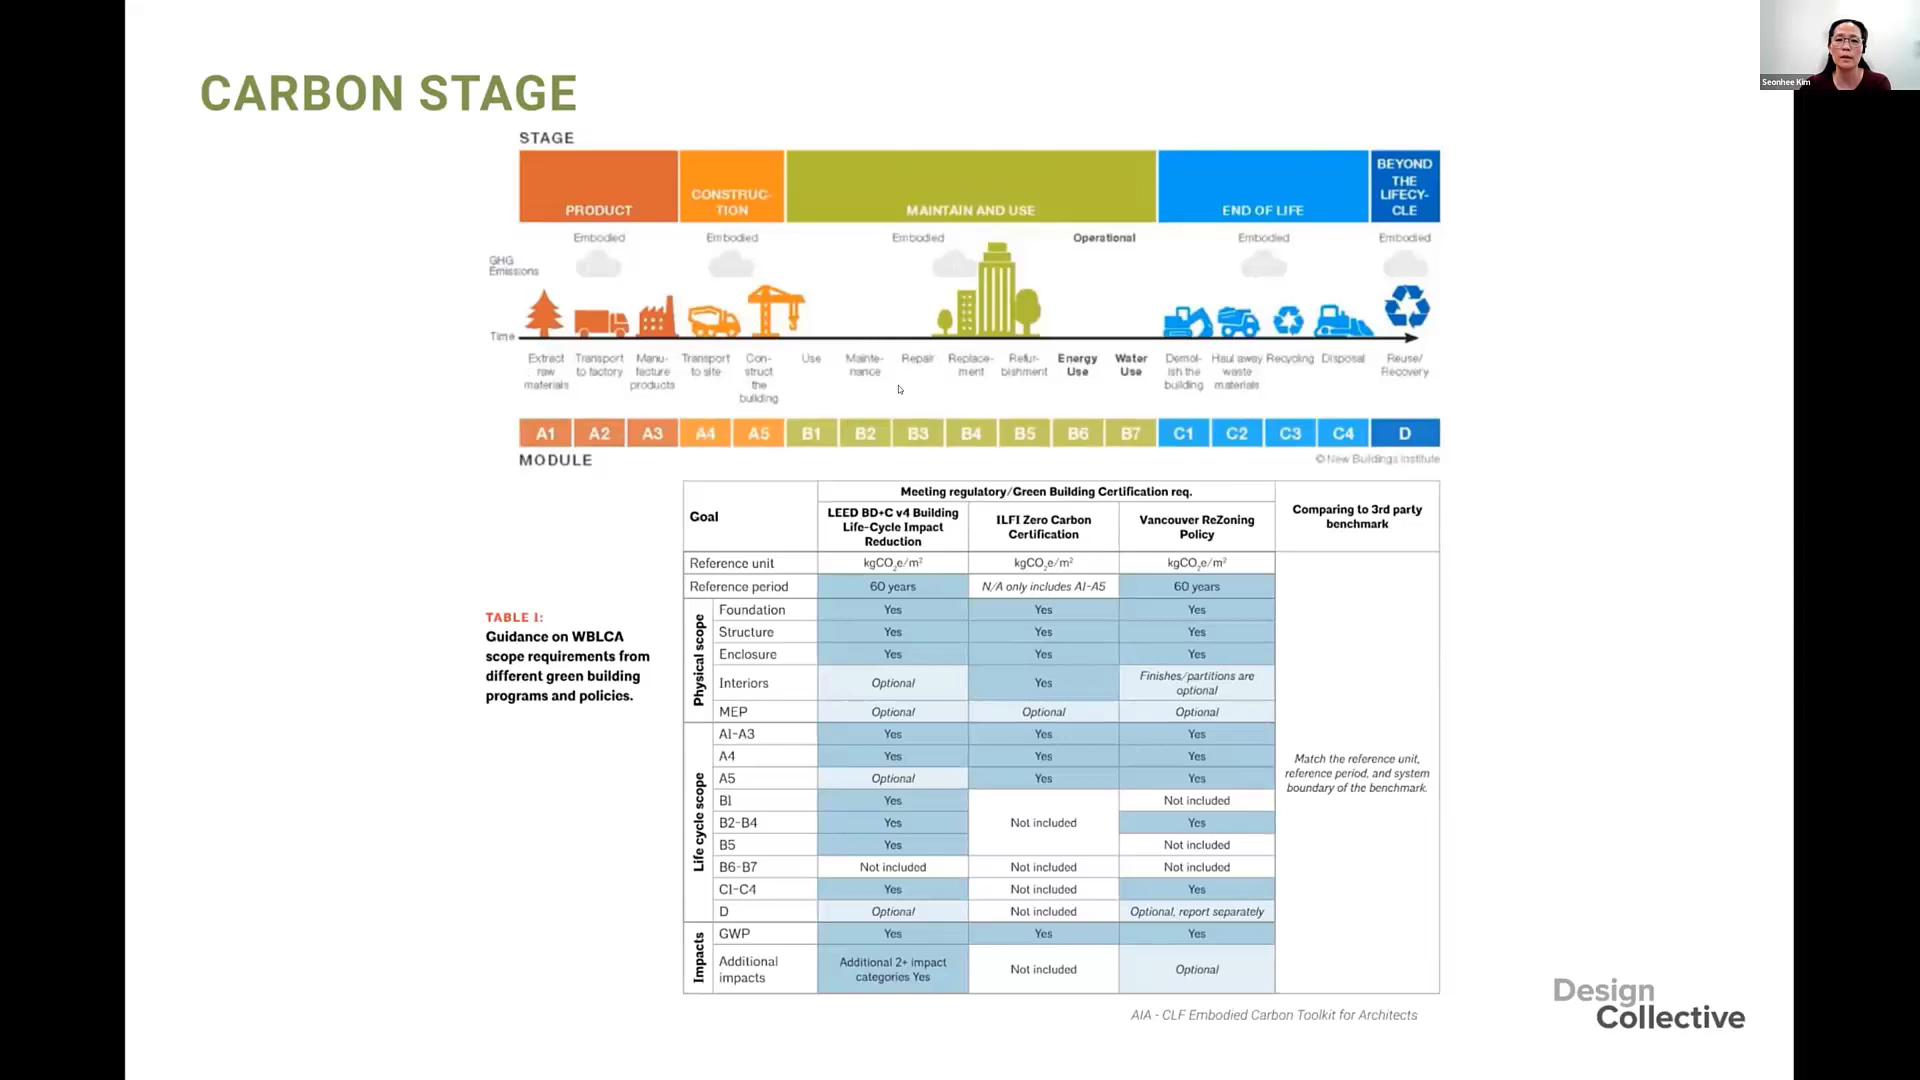 CARBON STAGE
Seonhee Kim
STAGE
PRODUCT
CONSTRUC-
TION
MAINTAIN AND USE
END OF LIFE
BEYOND
THE
LIFECY-
CLE
Embodied
Embodied
Embodied
Operational
Embodied
Embodied
GHG
Emissions
Time
Extract
raw
materials
Transport
to factory
Manu-
facture
products
Transport
to site
Con-
struct
the
building
Use
Mainte-
nance
Repair
Replace-
ment
Refur-
bishment
Energy
Use
Water
Use
Demol-
ish the
building
Haul away
waste
materials
Recycling
Disposal
Reuse/
Recovery
A1 A2 A3 A4 A5 B1 B2 B3 B4 B5 B6 B7 C1 C2 C3 C4 D
MODULE
© New Buildings Institute
TABLE 1:
Guidance on WBLCA
scope requirements from
different green building
programs and policies.
Goal
Meeting regulatory/Green Building Certification req.
LEED BD+C v4 Building
Life-Cycle Impact
Reduction
ILFI Zero Carbon
Certification
Vancouver ReZoning
Policy
Comparing to 3rd party
benchmark
Reference unit kgCO₂e/m² kgCO₂e/m² kgCO₂e/m²
Reference period 60 years N/A only includes A1-A5 60 years
Physical scope
Foundation Yes Yes Yes
Structure Yes Yes Yes
Enclosure Yes Yes Yes
Interiors Optional Yes Finishes/partitions are
optional
MEP Optional Optional Optional
Life cycle scope
A1-A3 Yes Yes Yes
A4 Yes Yes Yes
A5 Optional Yes Yes
B1 Yes Not included
B2-B4 Yes Not included Yes
B5 Yes Not included
B6-B7 Not included Not included Not included
C1-C4 Yes Not included Yes
D Optional Not included Optional, report separately
Impacts
GWP Yes Yes Yes
Additional
impacts
Additional 2+ impact
categories Yes
Not included
Optional
Match the reference unit,
reference period, and system
boundary of the benchmark.
AIA - CLF Embodied Carbon Toolkit for Architects
Design
Collective